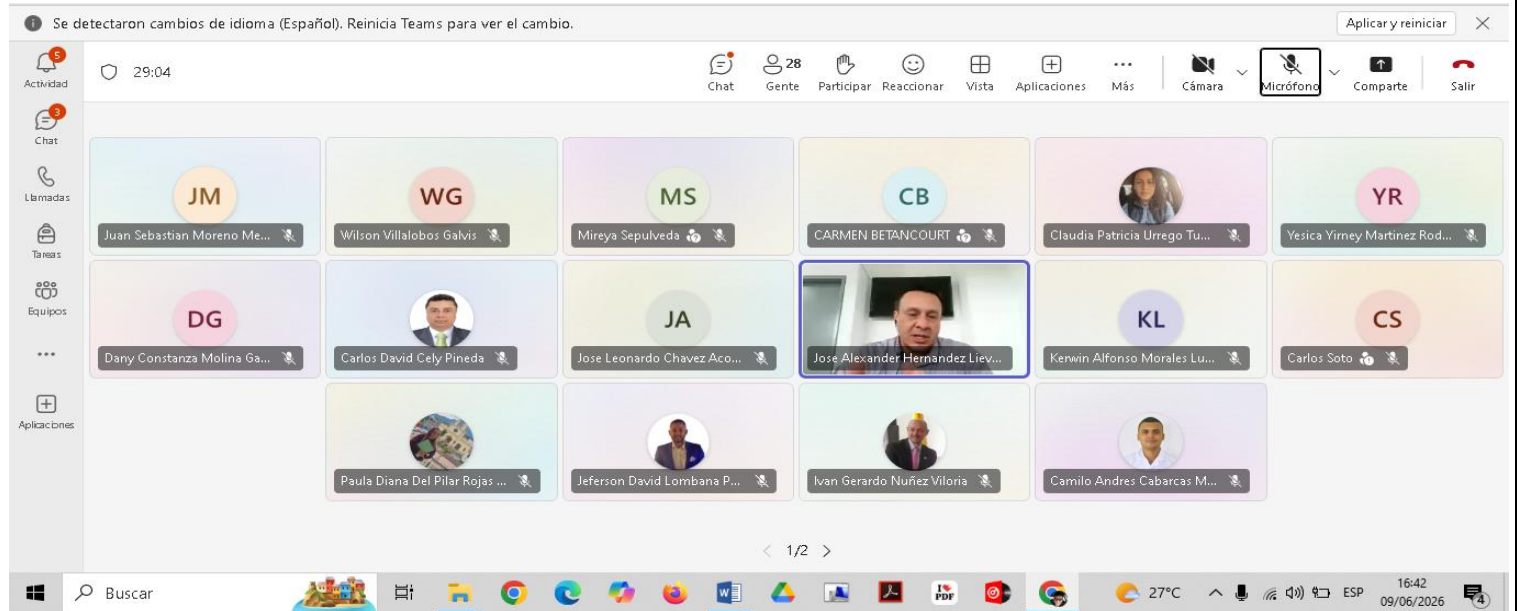 Se detectaron cambios de idioma (Español). Reinicia Teams para ver el cambio.
Aplicar y reiniciar
5
Actividad
29:04
Chat
28
Gente
Participar
Reaccionar
Vista
Aplicaciones
Más
Cámara
Micrófono
Comparte
Salir
3
Chat
Llamadas
Tareas
Equipos
Aplicaciones
JM
Juan Sebastian Moreno Me...
WG
Wilson Villalobos Galvis
MS
Mireya Sepulveda
CB
CARMEN BETANCOURT
Claudia Patricia Urrego Tu...
YR
Yesica Yirney Martinez Rod...
DG
Dany Constanza Molina Ga...
Carlos David Cely Pineda
JA
Jose Leonardo Chavez Aco...
Jose Alexander Hernandez Liev...
KL
Kerwin Alfonso Morales Lu...
CS
Carlos Soto
Paula Diana Del Pilar Rojas ...
Jeferson David Lombana P...
Ivan Gerardo Nuñez Viloria
Camilo Andres Cabarcas M...
1/2
Buscar
27°C
ESP
16:42
09/06/2026
4